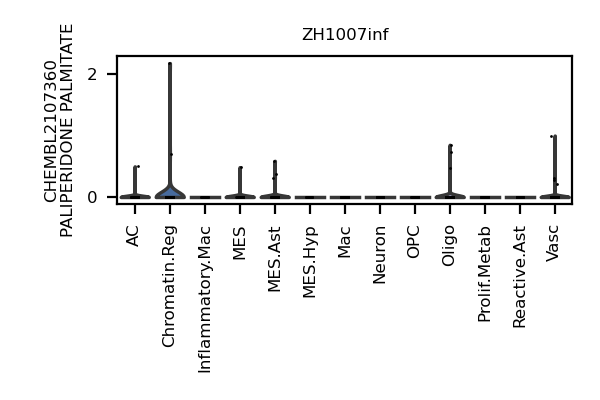 ZH1007inf
CHEMBL2107360
PALIPERIDONE PALMITATE
2
0
AC
Chromatin.Reg
Inflammatory.Mac
MES
MES.Ast
MES.Hyp
Mac
Neuron
OPC
Oligo
Prolif.Metab
Reactive.Ast
Vasc